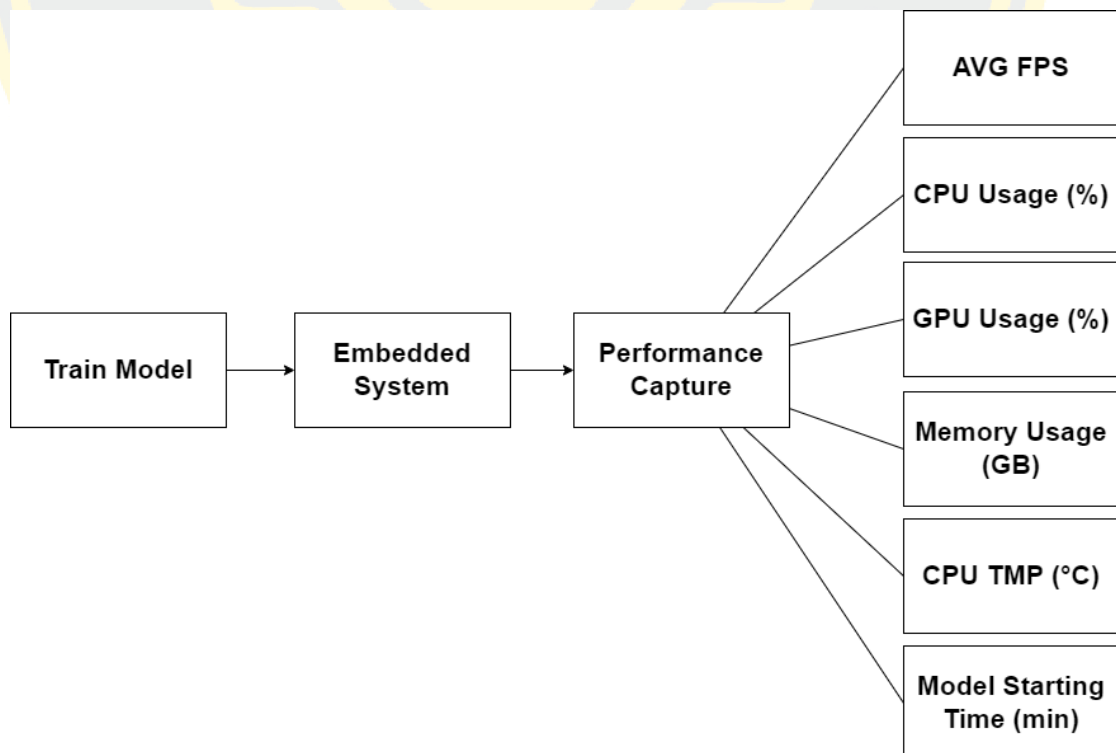 Train Model
Embedded
System
Performance
Capture
AVG FPS
CPU Usage (%)
GPU Usage (%)
Memory Usage
(GB)
CPU TMP (°C)
Model Starting
Time (min)